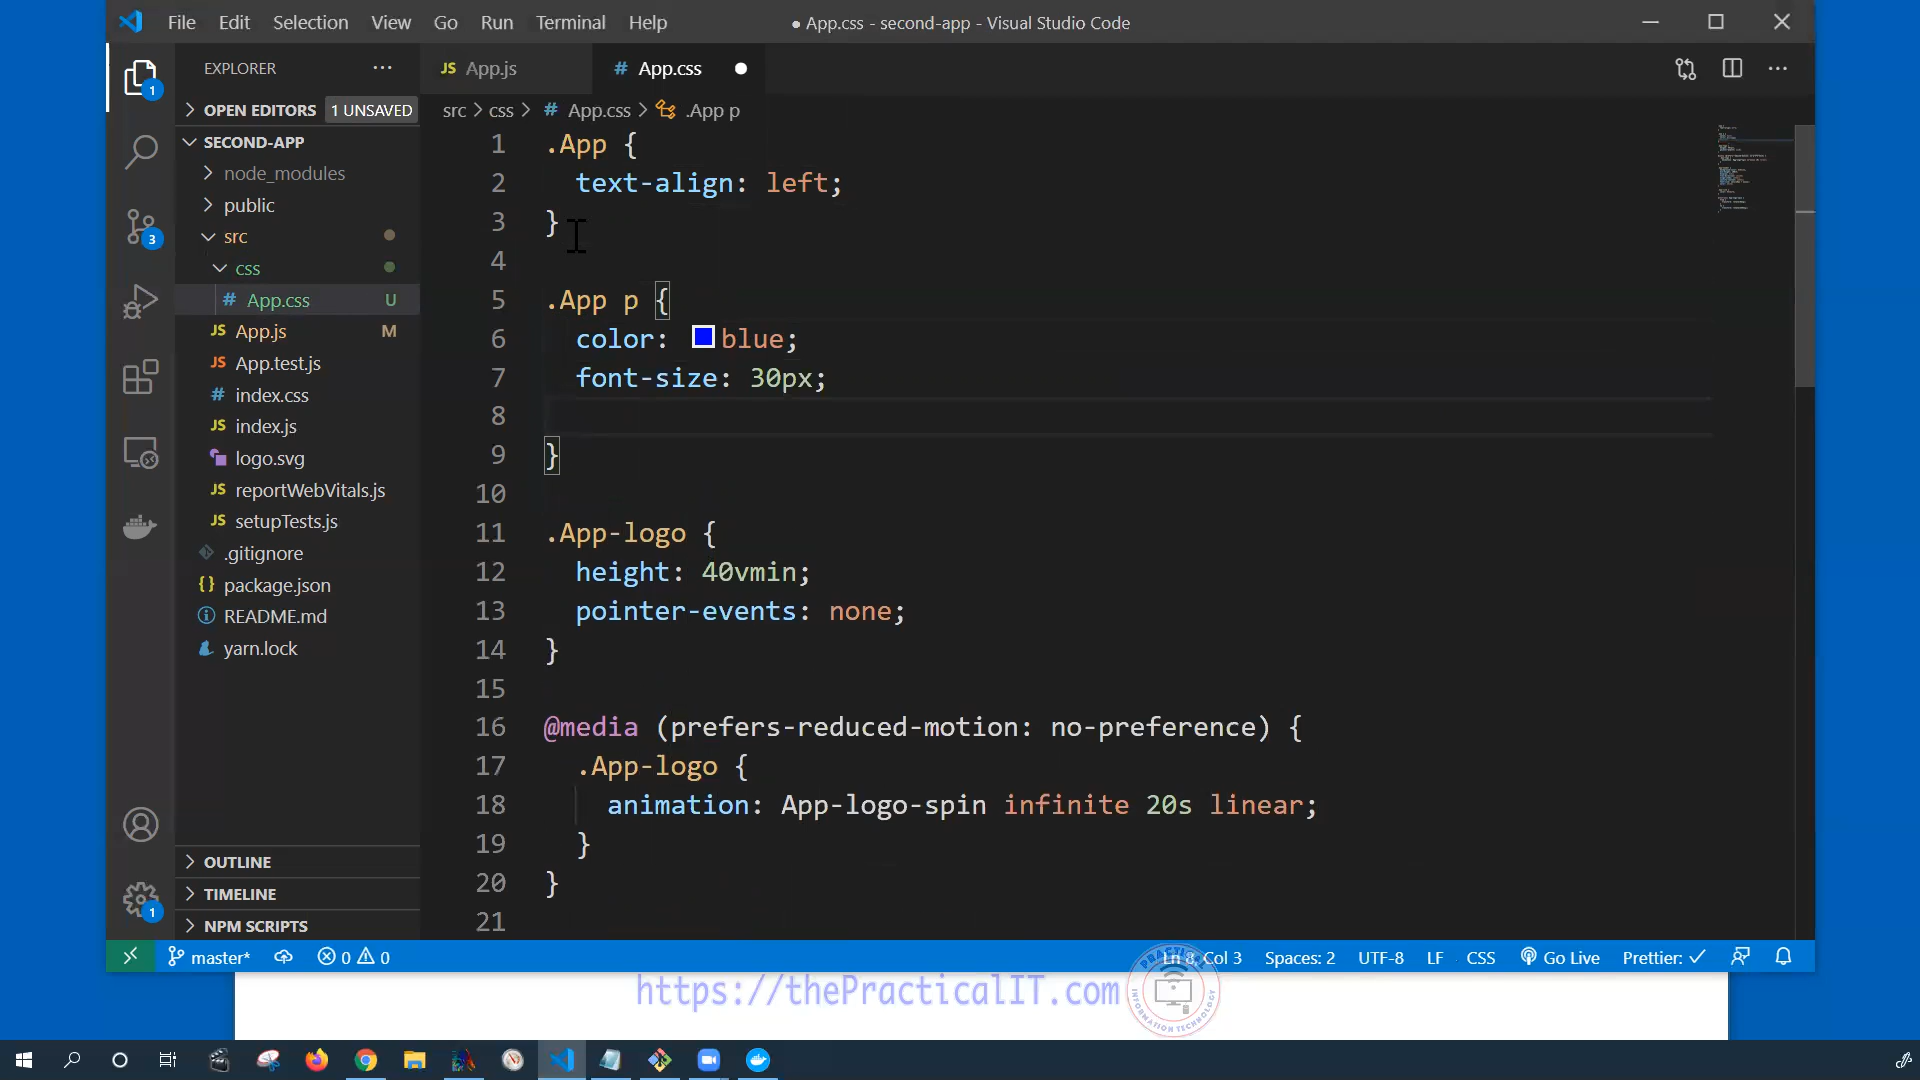 File Edit Selection View Go Run Terminal Help
● App.css - second-app - Visual Studio Code
EXPLORER
OPEN EDITORS 1 UNSAVED
SECOND-APP
node_modules
public
src
css
# App.css U
JS App.js M
JS App.test.js
# index.css
JS index.js
logo.svg
JS reportWebVitals.js
JS setupTests.js
.gitignore
{} package.json
README.md
yarn.lock
OUTLINE
TIMELINE
NPM SCRIPTS
1
3
1
JS App.js # App.css
src > css > # App.css > .App p
1 .App {
2 text-align: left;
3 }
4
5 .App p {
6 color: blue;
7 font-size: 30px;
8
9 }
10
11 .App-logo {
12 height: 40vmin;
13 pointer-events: none;
14 }
15
16 @media (prefers-reduced-motion: no-preference) {
17 .App-logo {
18 animation: App-logo-spin infinite 20s linear;
19 }
20 }
21
master* 0 0 Ln 8, Col 3 Spaces: 2 UTF-8 LF CSS Go Live Prettier: ✓
https://thePracticalIT.com
INFORMATION TECHNOLOGY